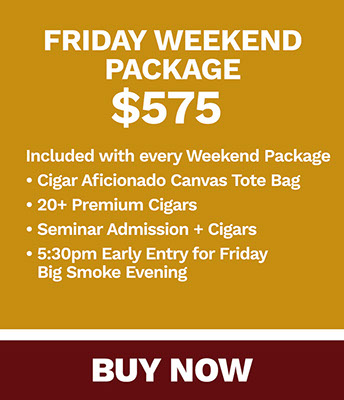 FRIDAY WEEKEND
PACKAGE
$575
Included with every Weekend Package
• Cigar Aficionado Canvas Tote Bag
• 20+ Premium Cigars
• Seminar Admission + Cigars
• 5:30pm Early Entry for Friday
Big Smoke Evening
BUY NOW